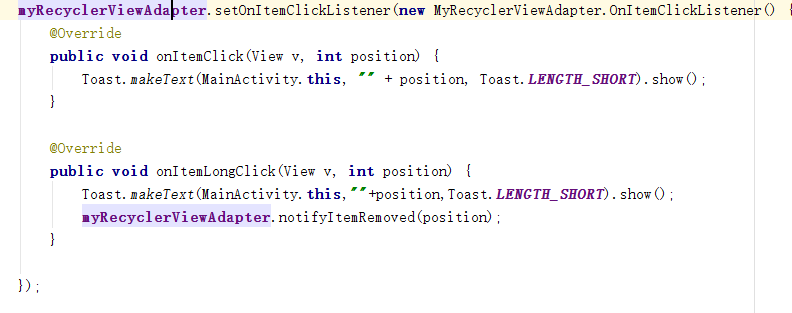 myRecyclerViewAdapter.setOnItemClickListener(new MyRecyclerViewAdapter.OnItemClickListener() {
@Override
public void onItemClick(View v, int position) {
Toast.makeText(MainActivity.this, "" + position, Toast.LENGTH_SHORT).show();
}
@Override
public void onItemLongClick(View v, int position) {
Toast.makeText(MainActivity.this,""+position,Toast.LENGTH_SHORT).show();
myRecyclerViewAdapter.notifyItemRemoved(position);
}
});